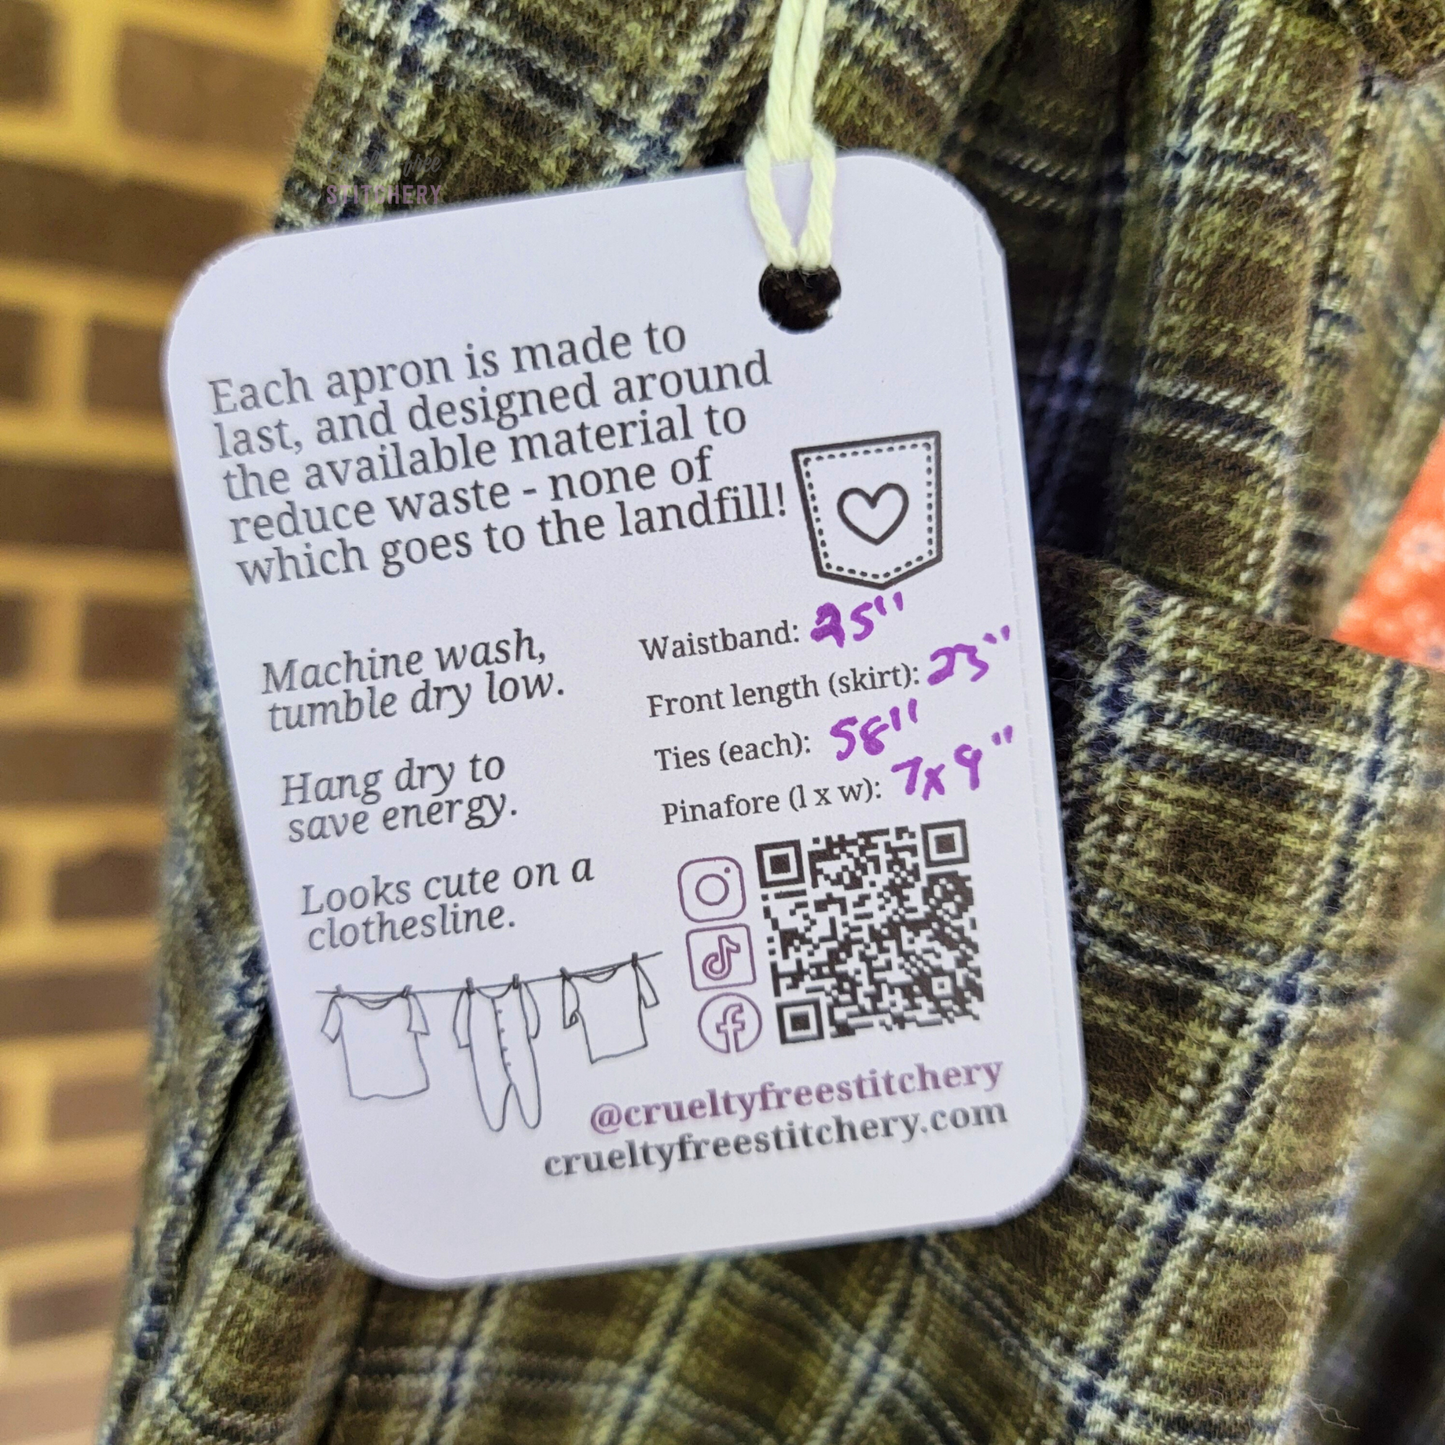 STITCHERY
Each apron is made to
last, and designed around
the available material to
reduce waste - none of
which goes to the landfill!
Machine wash,
tumble dry low.
Hang dry to
save energy.
Looks cute on a
clothesline.
Waistband: 25"
Front length (skirt): 23"
Ties (each): 58"
Pinafore (l x w): 7x9"
@crueltyfreestitchery
crueltyfreestitchery.com